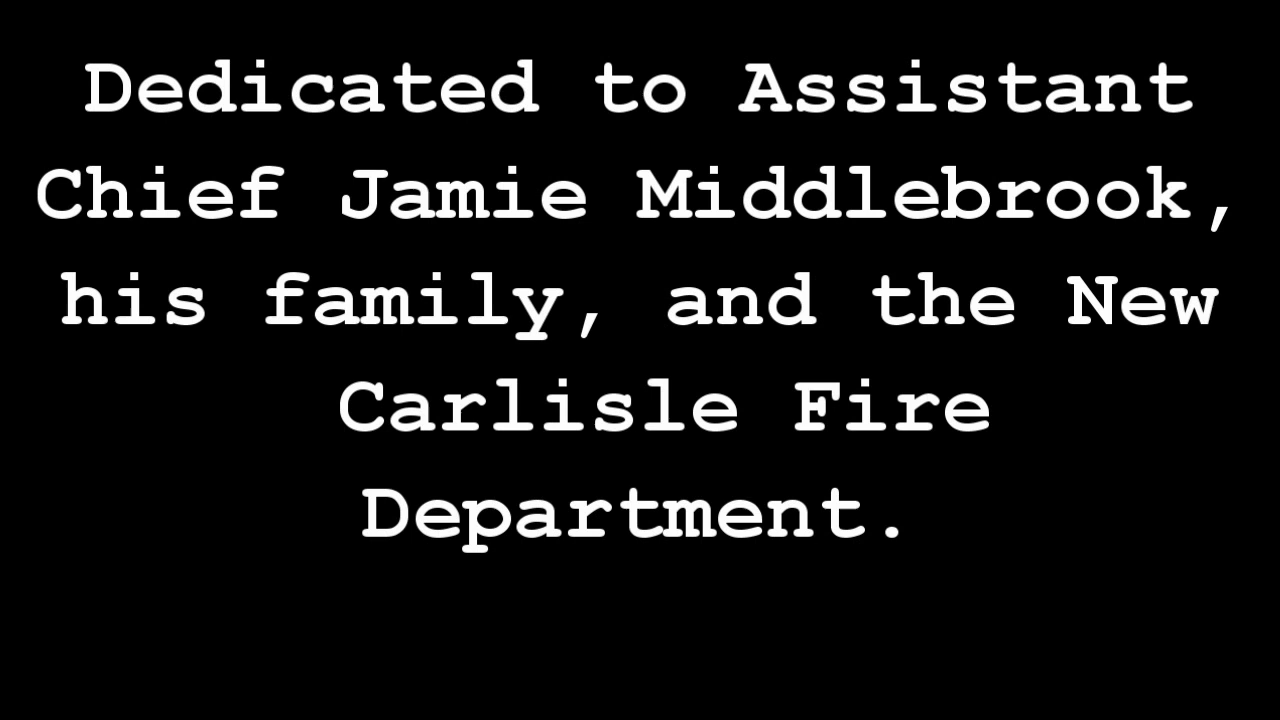 Dedicated to Assistant
Chief Jamie Middlebrook,
his family, and the New
Carlisle Fire
Department.